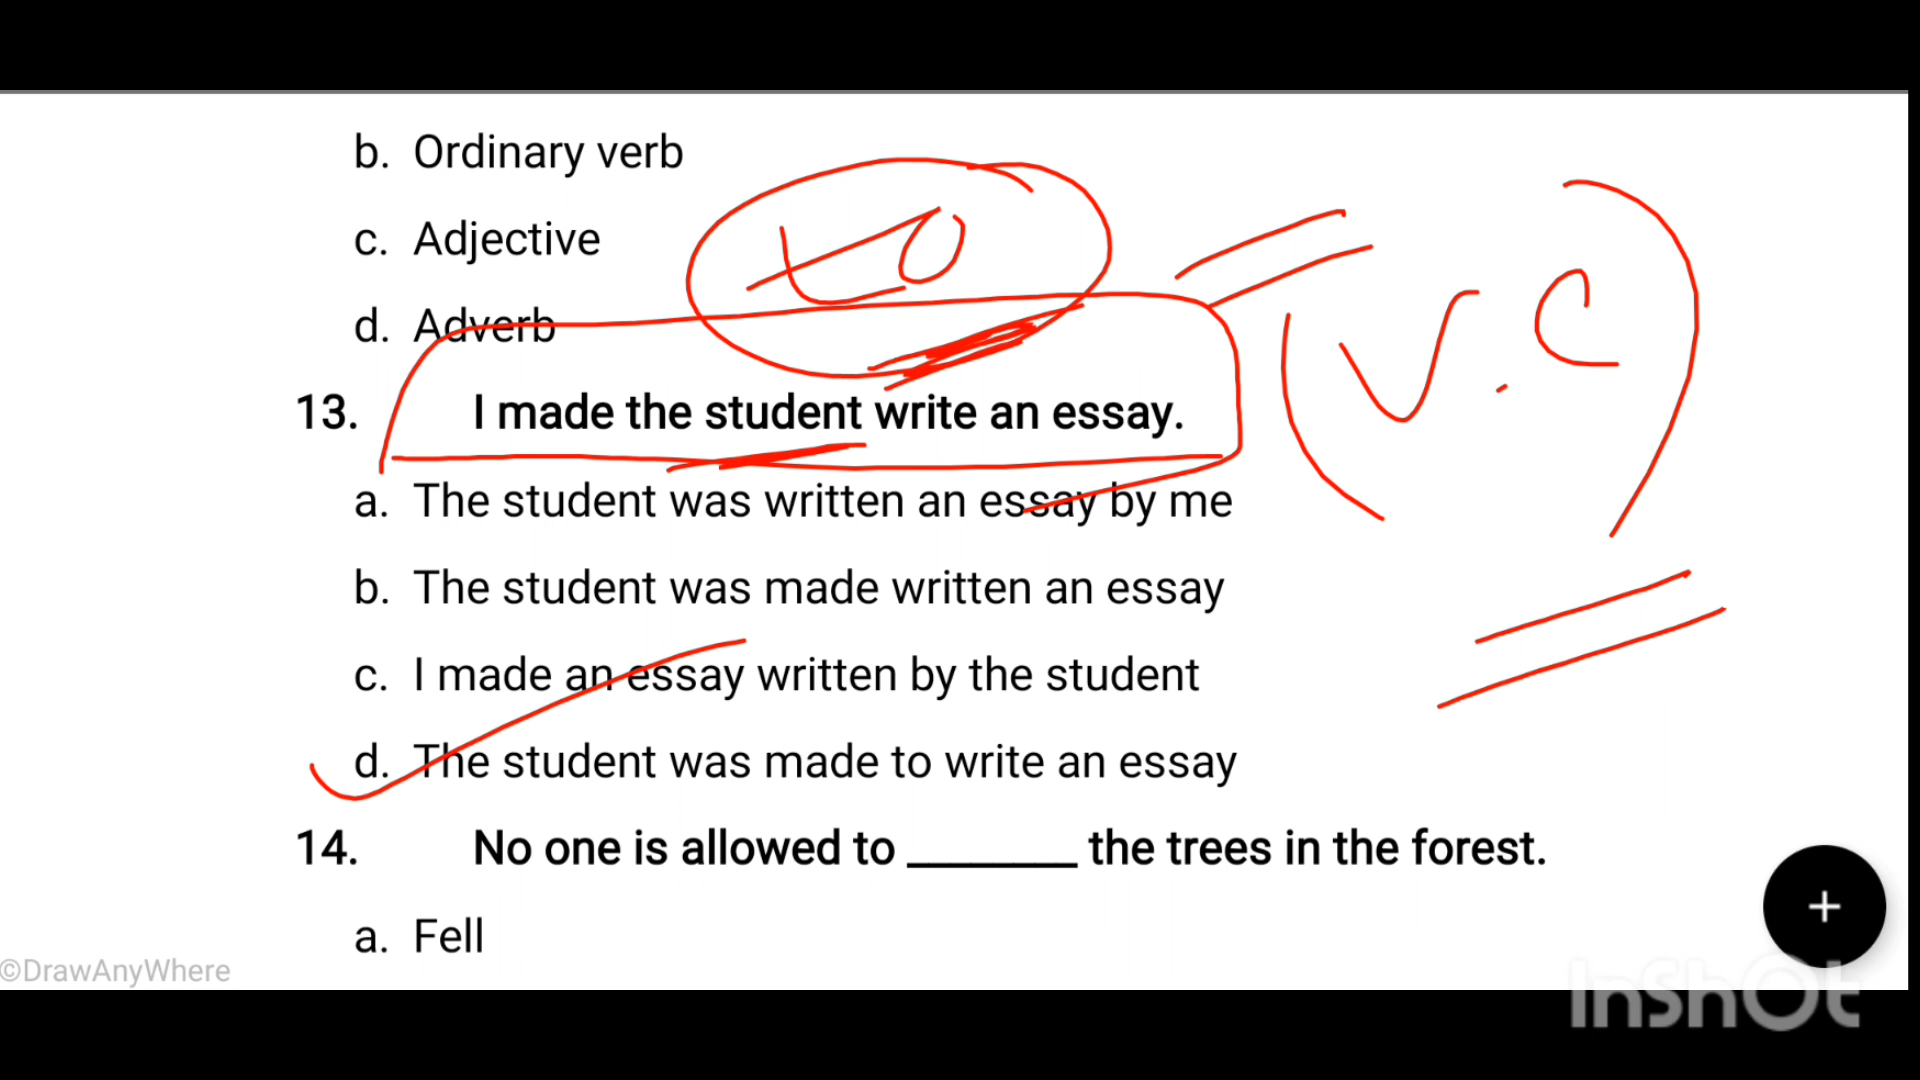 b. Ordinary verb
c. Adjective
to
d. Adverb
(V.C)
13. I made the student write an essay.
a. The student was written an essay by me
b. The student was made written an essay
c. I made an essay written by the student
d. The student was made to write an essay
14. No one is allowed to ________ the trees in the forest.
a. Fell
+
©DrawAnyWhere
InShOt